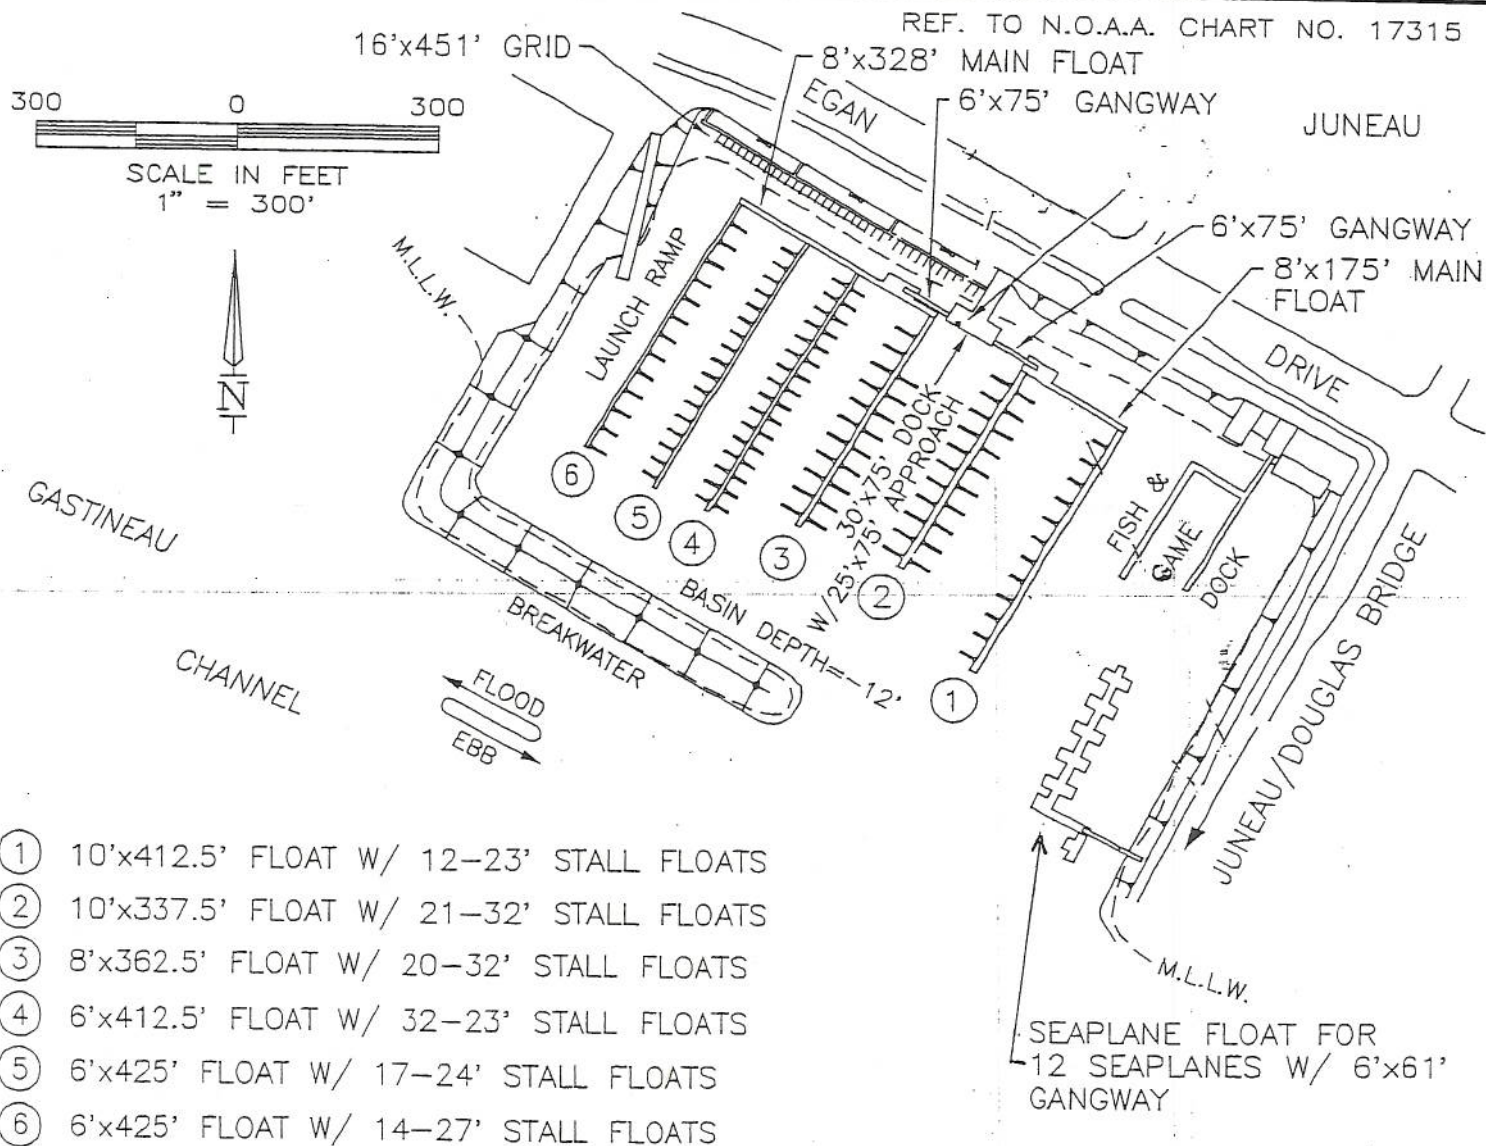 REF. TO N.O.A.A. CHART NO. 17315
16'x451' GRID
8'x328' MAIN FLOAT
6'x75' GANGWAY
EGAN
JUNEAU
300 0 300
SCALE IN FEET
1" = 300'
6'x75' GANGWAY
8'x175' MAIN
FLOAT
M.L.L.W.
LAUNCH RAMP
DRIVE
N
30'x75' DOCK
W/25'x75' APPROACH
FISH &
GAME
DOCK
6
5
4
3
2
1
GASTINEAU
CHANNEL
BASIN DEPTH=-12'
BREAKWATER
FLOOD
EBB
JUNEAU/DOUGLAS BRIDGE
M.L.L.W.
1 10'x412.5' FLOAT W/ 12-23' STALL FLOATS
2 10'x337.5' FLOAT W/ 21-32' STALL FLOATS
3 8'x362.5' FLOAT W/ 20-32' STALL FLOATS
4 6'x412.5' FLOAT W/ 32-23' STALL FLOATS
5 6'x425' FLOAT W/ 17-24' STALL FLOATS
6 6'x425' FLOAT W/ 14-27' STALL FLOATS
SEAPLANE FLOAT FOR
12 SEAPLANES W/ 6'x61'
GANGWAY